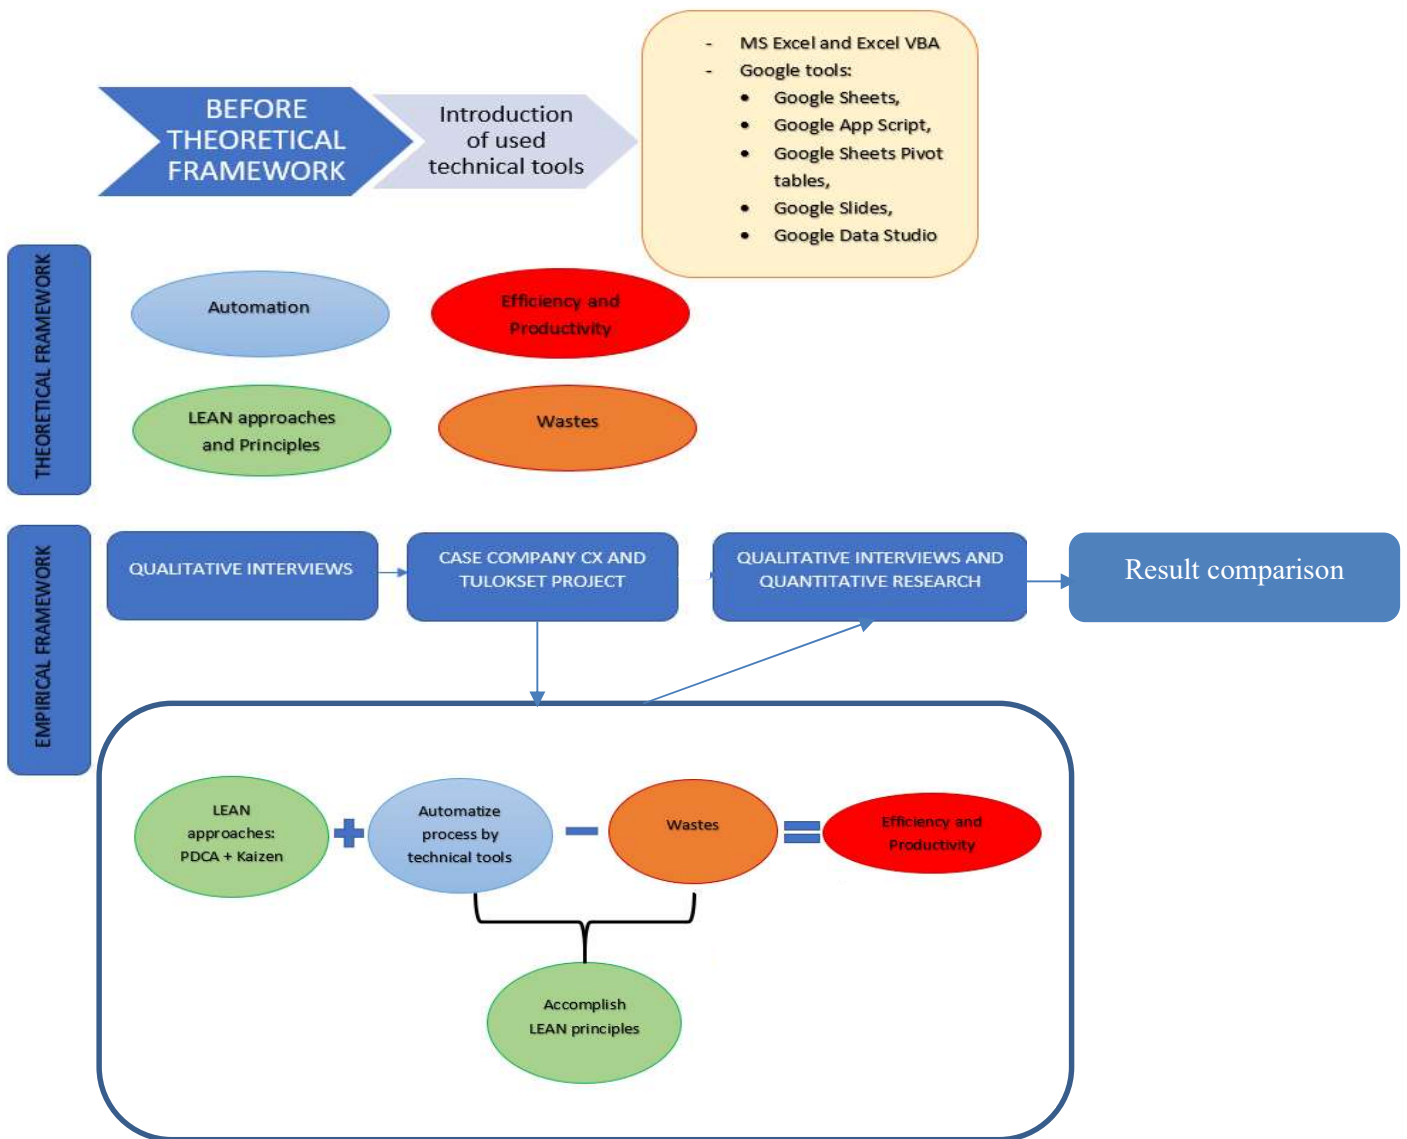 BEFORE
THEORETICAL
FRAMEWORK
Introduction
of used
technical tools
- MS Excel and Excel VBA
- Google tools:
• Google Sheets,
• Google App Script,
• Google Sheets Pivot
tables,
• Google Slides,
• Google Data Studio
THEORETICAL FRAMEWORK
Automation
Efficiency and
Productivity
LEAN approaches
and Principles
Wastes
EMPIRICAL FRAMEWORK
QUALITATIVE INTERVIEWS
CASE COMPANY CX AND
TULOKSET PROJECT
QUALITATIVE INTERVIEWS AND
QUANTITATIVE RESEARCH
Result comparison
LEAN
approaches:
PDCA + Kaizen
+
Automatize
process by
technical tools
−
Wastes
=
Efficiency and
Productivity
Accomplish
LEAN principles